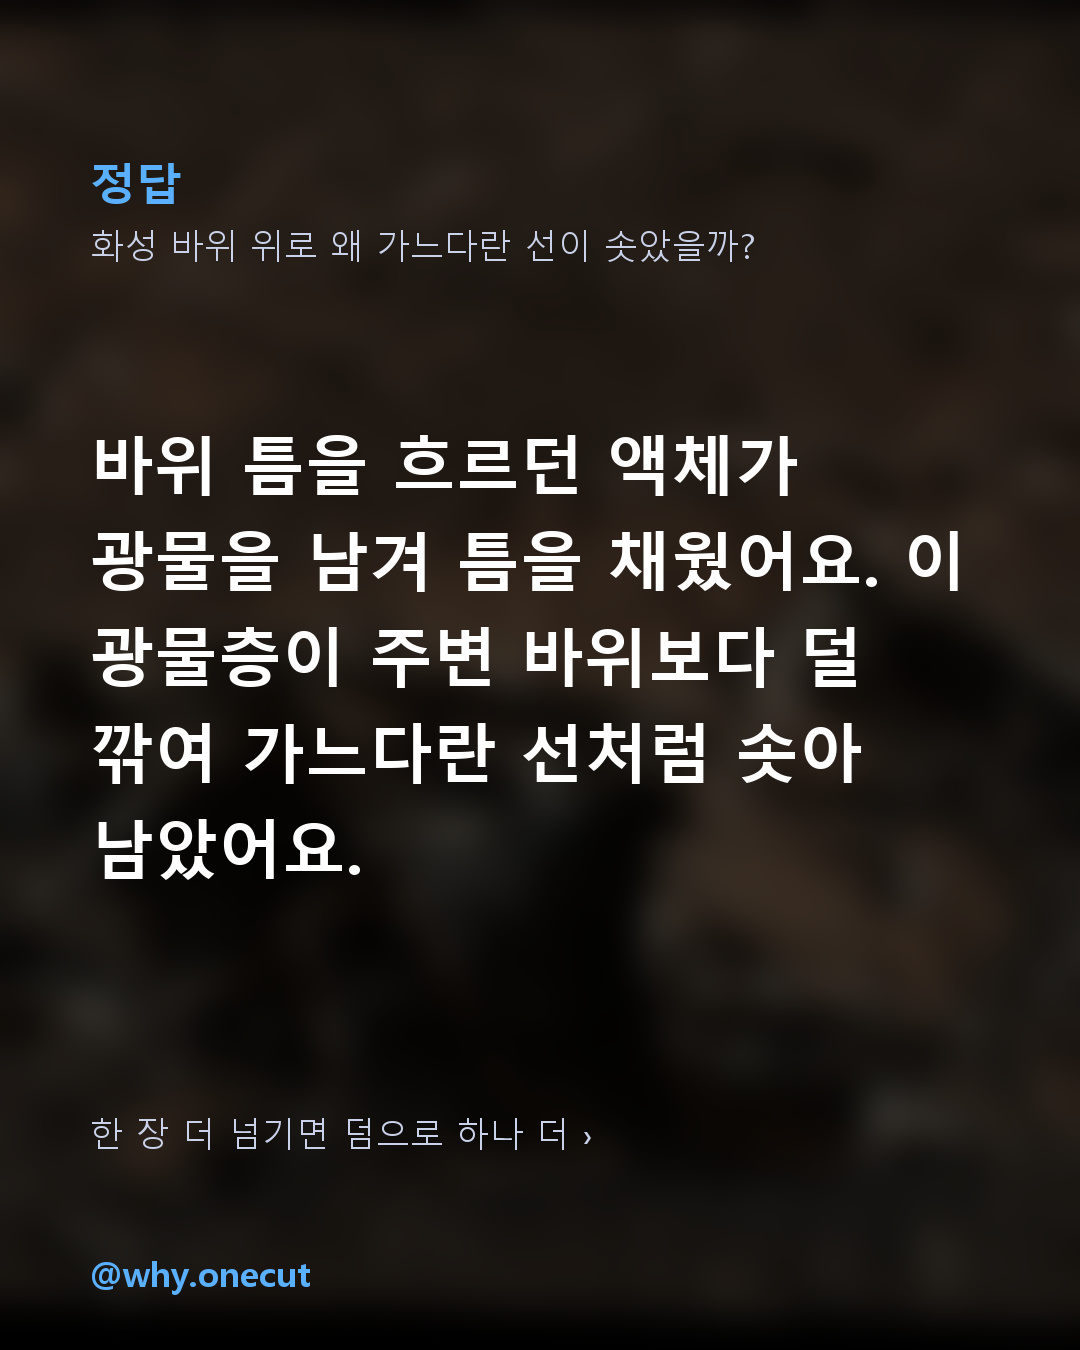 정답
화성 바위 위로 왜 가느다란 선이 솟았을까?
바위 틈을 흐르던 액체가
광물을 남겨 틈을 채웠어요. 이
광물층이 주변 바위보다 덜
깎여 가느다란 선처럼 솟아
남았어요.
한 장 더 넘기면 덤으로 하나 더 ›
@why.onecut